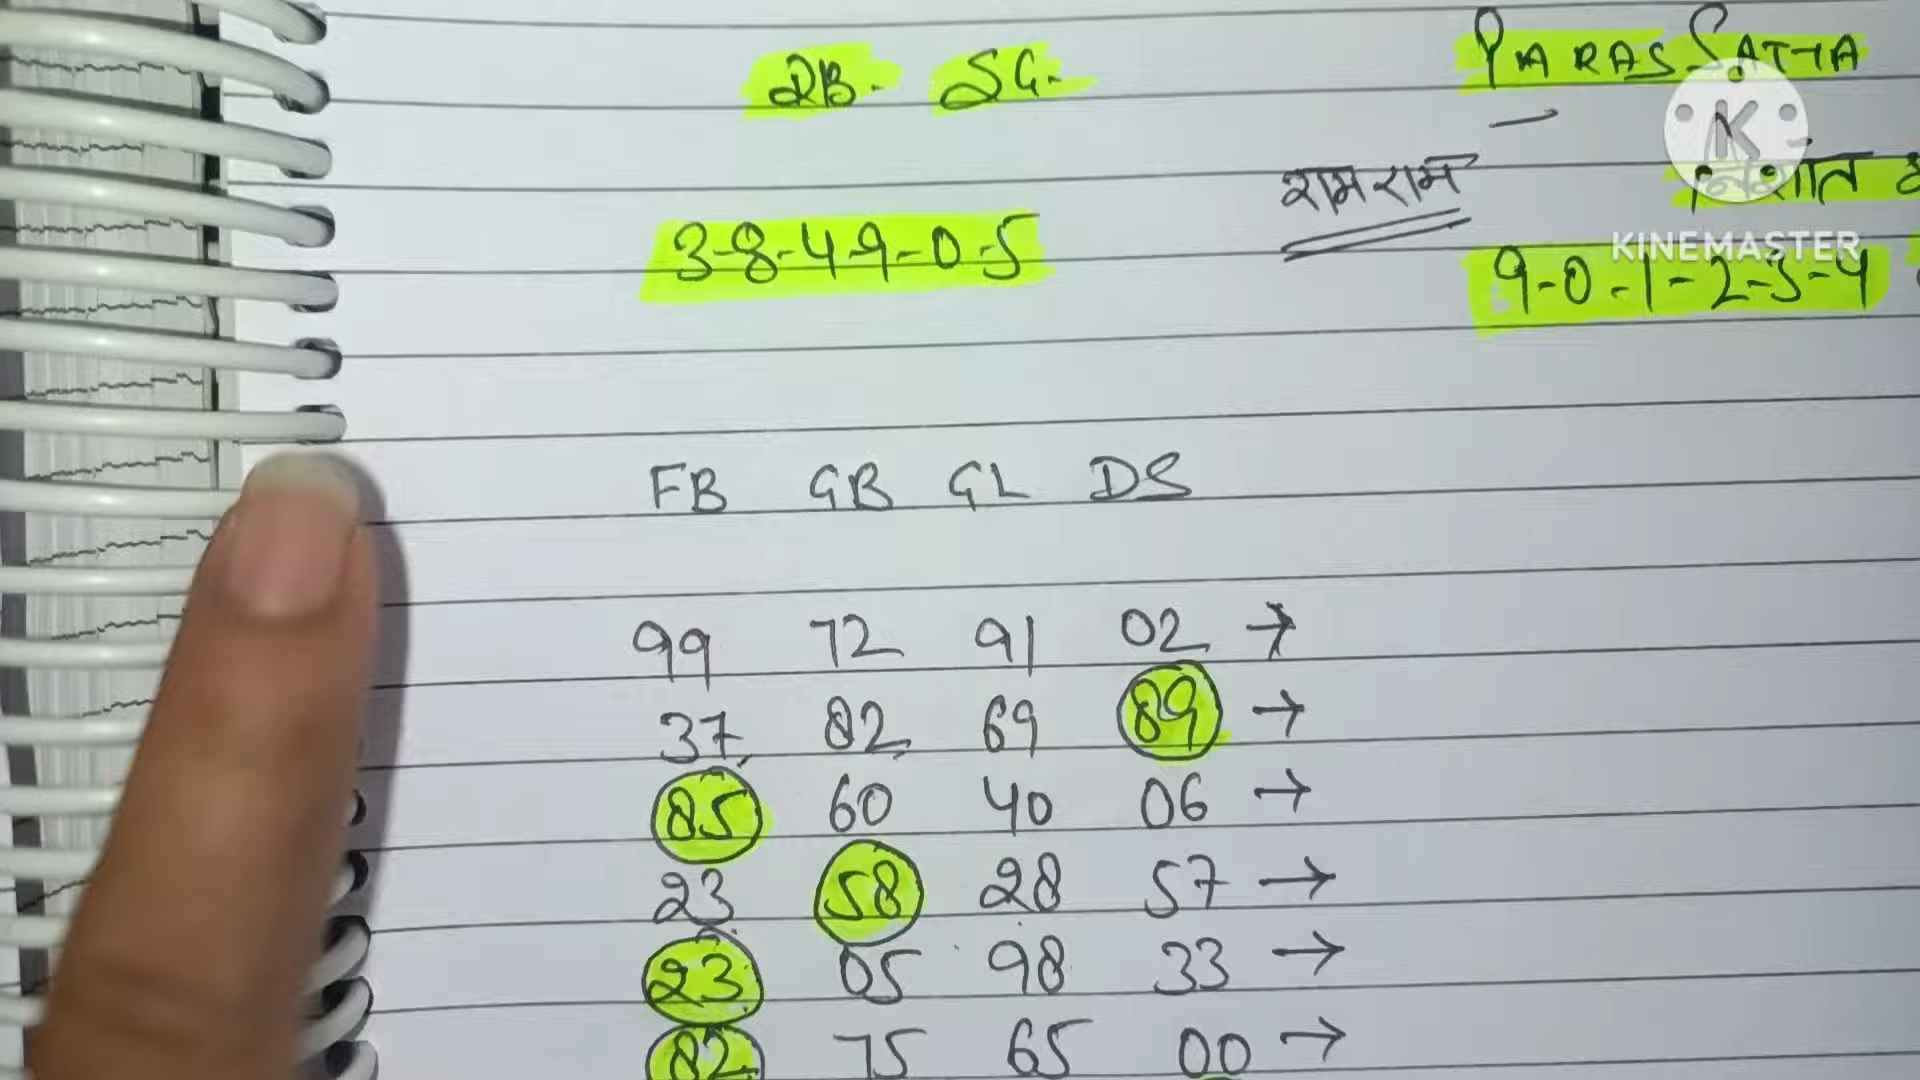 DB. SG.
PARAS SATTA
राम राम
3-8-4-9-0-5
9-0-1-2-3-4
KINEMASTER
FB GB GL DS
99 72 91 02 →
37 82 69 89 →
85 60 40 06 →
23 58 28 57 →
23 05 98 33 →
82 75 65 00 →